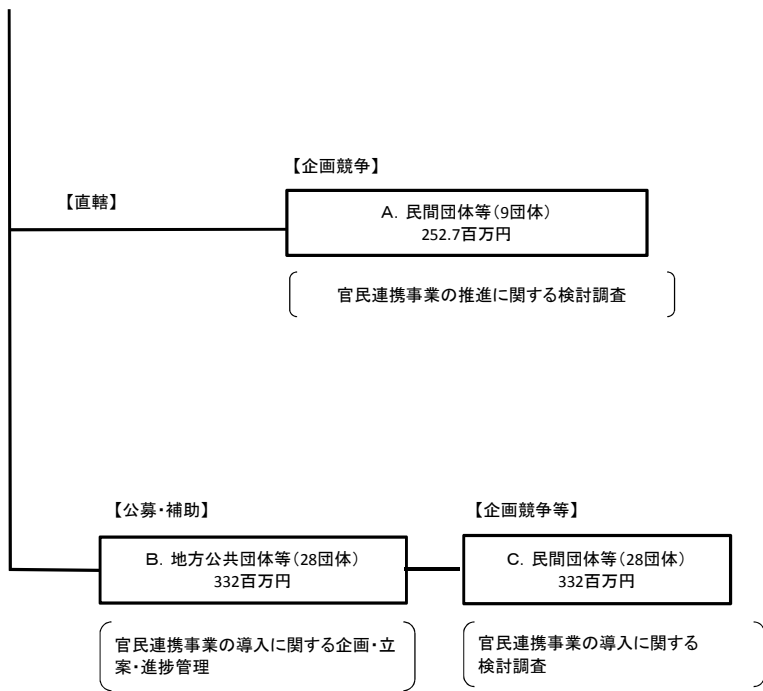 【企画競争】
【直轄】
A. 民間団体等(9団体)
252.7百万円
官民連携事業の推進に関する検討調査
【公募・補助】
【企画競争等】
B. 地方公共団体等(28団体)
332百万円
C. 民間団体等(28団体)
332百万円
官民連携事業の導入に関する企画・立
案・進捗管理
官民連携事業の導入に関する
検討調査